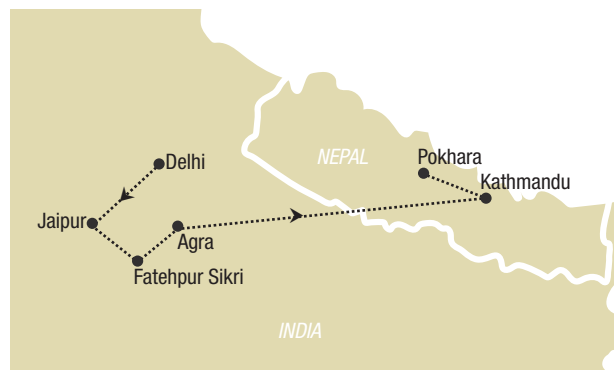 NEPAL
Pokhara
Delhi
Kathmandu
Jaipur
Agra
Fatehpur Sikri
INDIA